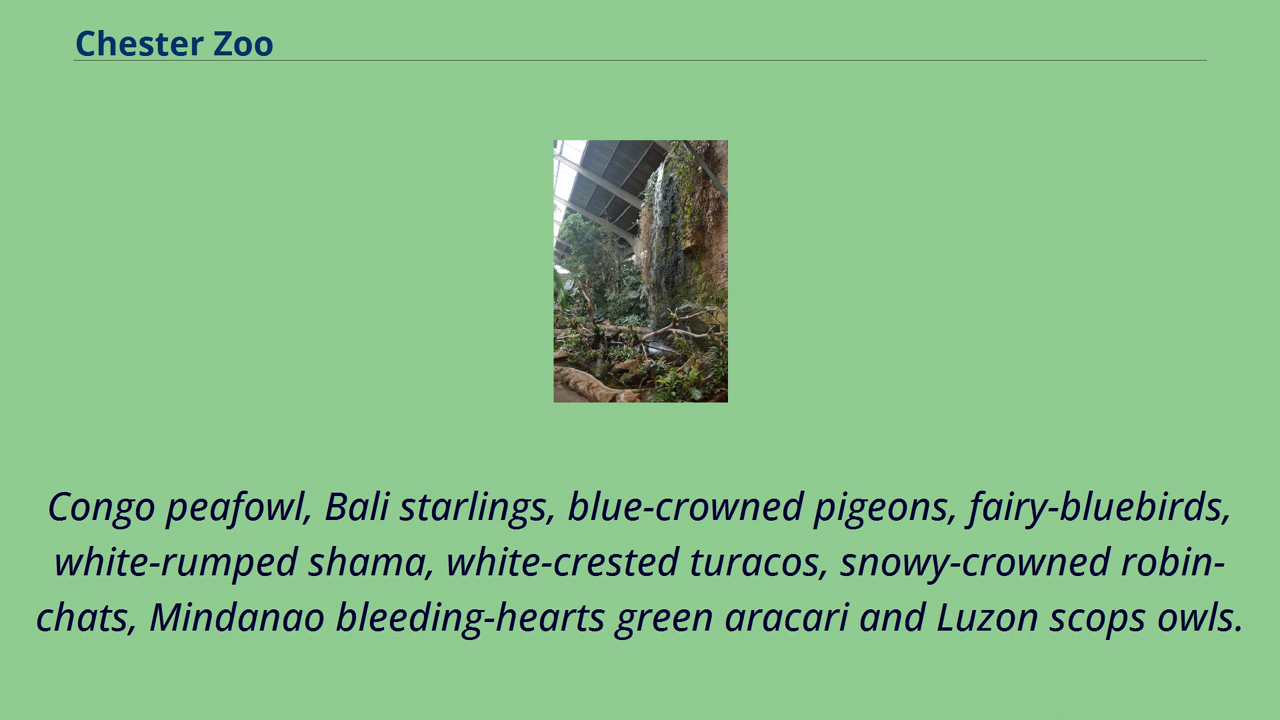 Chester Zoo
Congo peafowl, Bali starlings, blue-crowned pigeons, fairy-bluebirds,
white-rumped shama, white-crested turacos, snowy-crowned robin-
chats, Mindanao bleeding-hearts green aracari and Luzon scops owls.